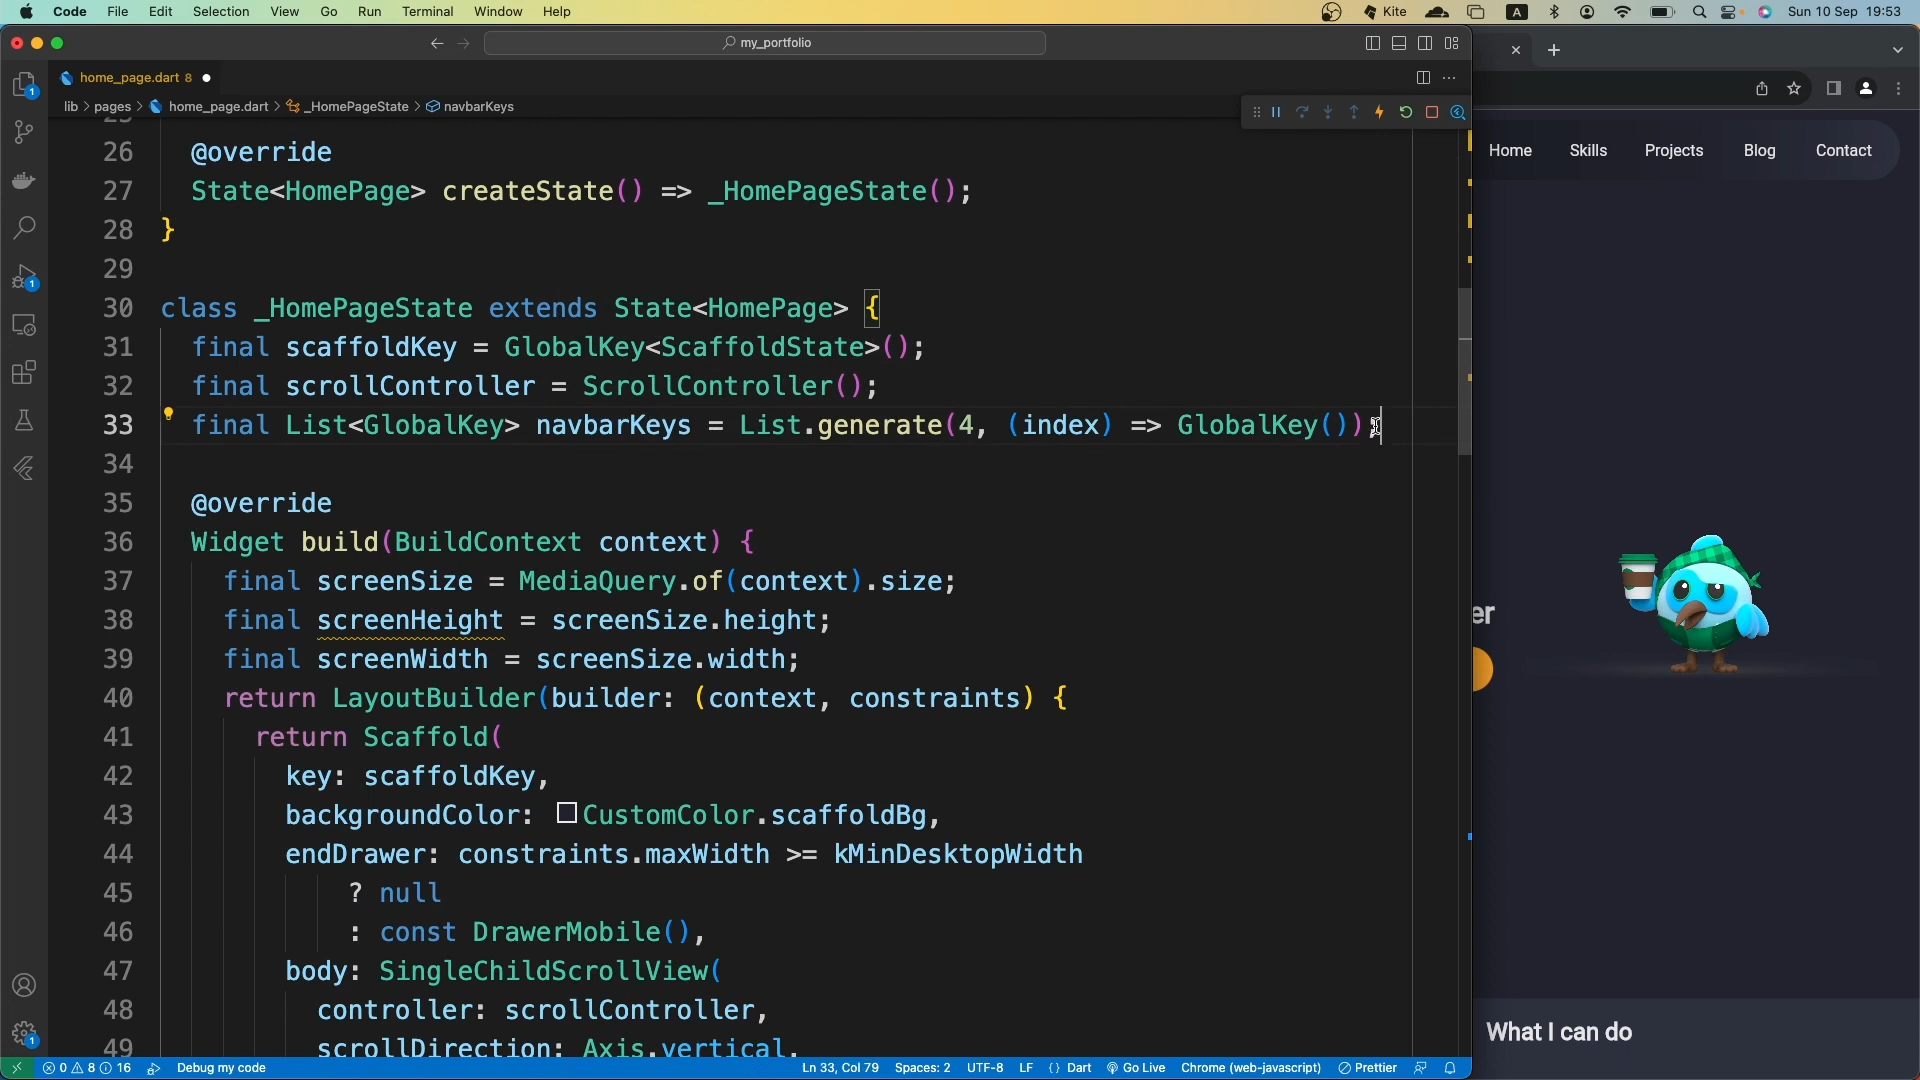 Code File Edit Selection View Go Run Terminal Window Help Kite A Sun 10 Sep 19:53
my_portfolio
home_page.dart 8
lib > pages > home_page.dart > _HomePageState > navbarKeys
26 @override
27 State<HomePage> createState() => _HomePageState();
28 }
29
30 class _HomePageState extends State<HomePage> {
31 final scaffoldKey = GlobalKey<ScaffoldState>();
32 final scrollController = ScrollController();
33 final List<GlobalKey> navbarKeys = List.generate(4, (index) => GlobalKey());
34
35 @override
36 Widget build(BuildContext context) {
37 final screenSize = MediaQuery.of(context).size;
38 final screenHeight = screenSize.height;
39 final screenWidth = screenSize.width;
40 return LayoutBuilder(builder: (context, constraints) {
41 return Scaffold(
42 key: scaffoldKey,
43 backgroundColor: CustomColor.scaffoldBg,
44 endDrawer: constraints.maxWidth >= kMinDesktopWidth
45 ? null
46 : const DrawerMobile(),
47 body: SingleChildScrollView(
48 controller: scrollController,
49 scrollDirection: Axis.vertical,
0 8 16 Debug my code Ln 33, Col 79 Spaces: 2 UTF-8 LF {} Dart Go Live Chrome (web-javascript) Prettier
Home Skills Projects Blog Contact
er
What I can do